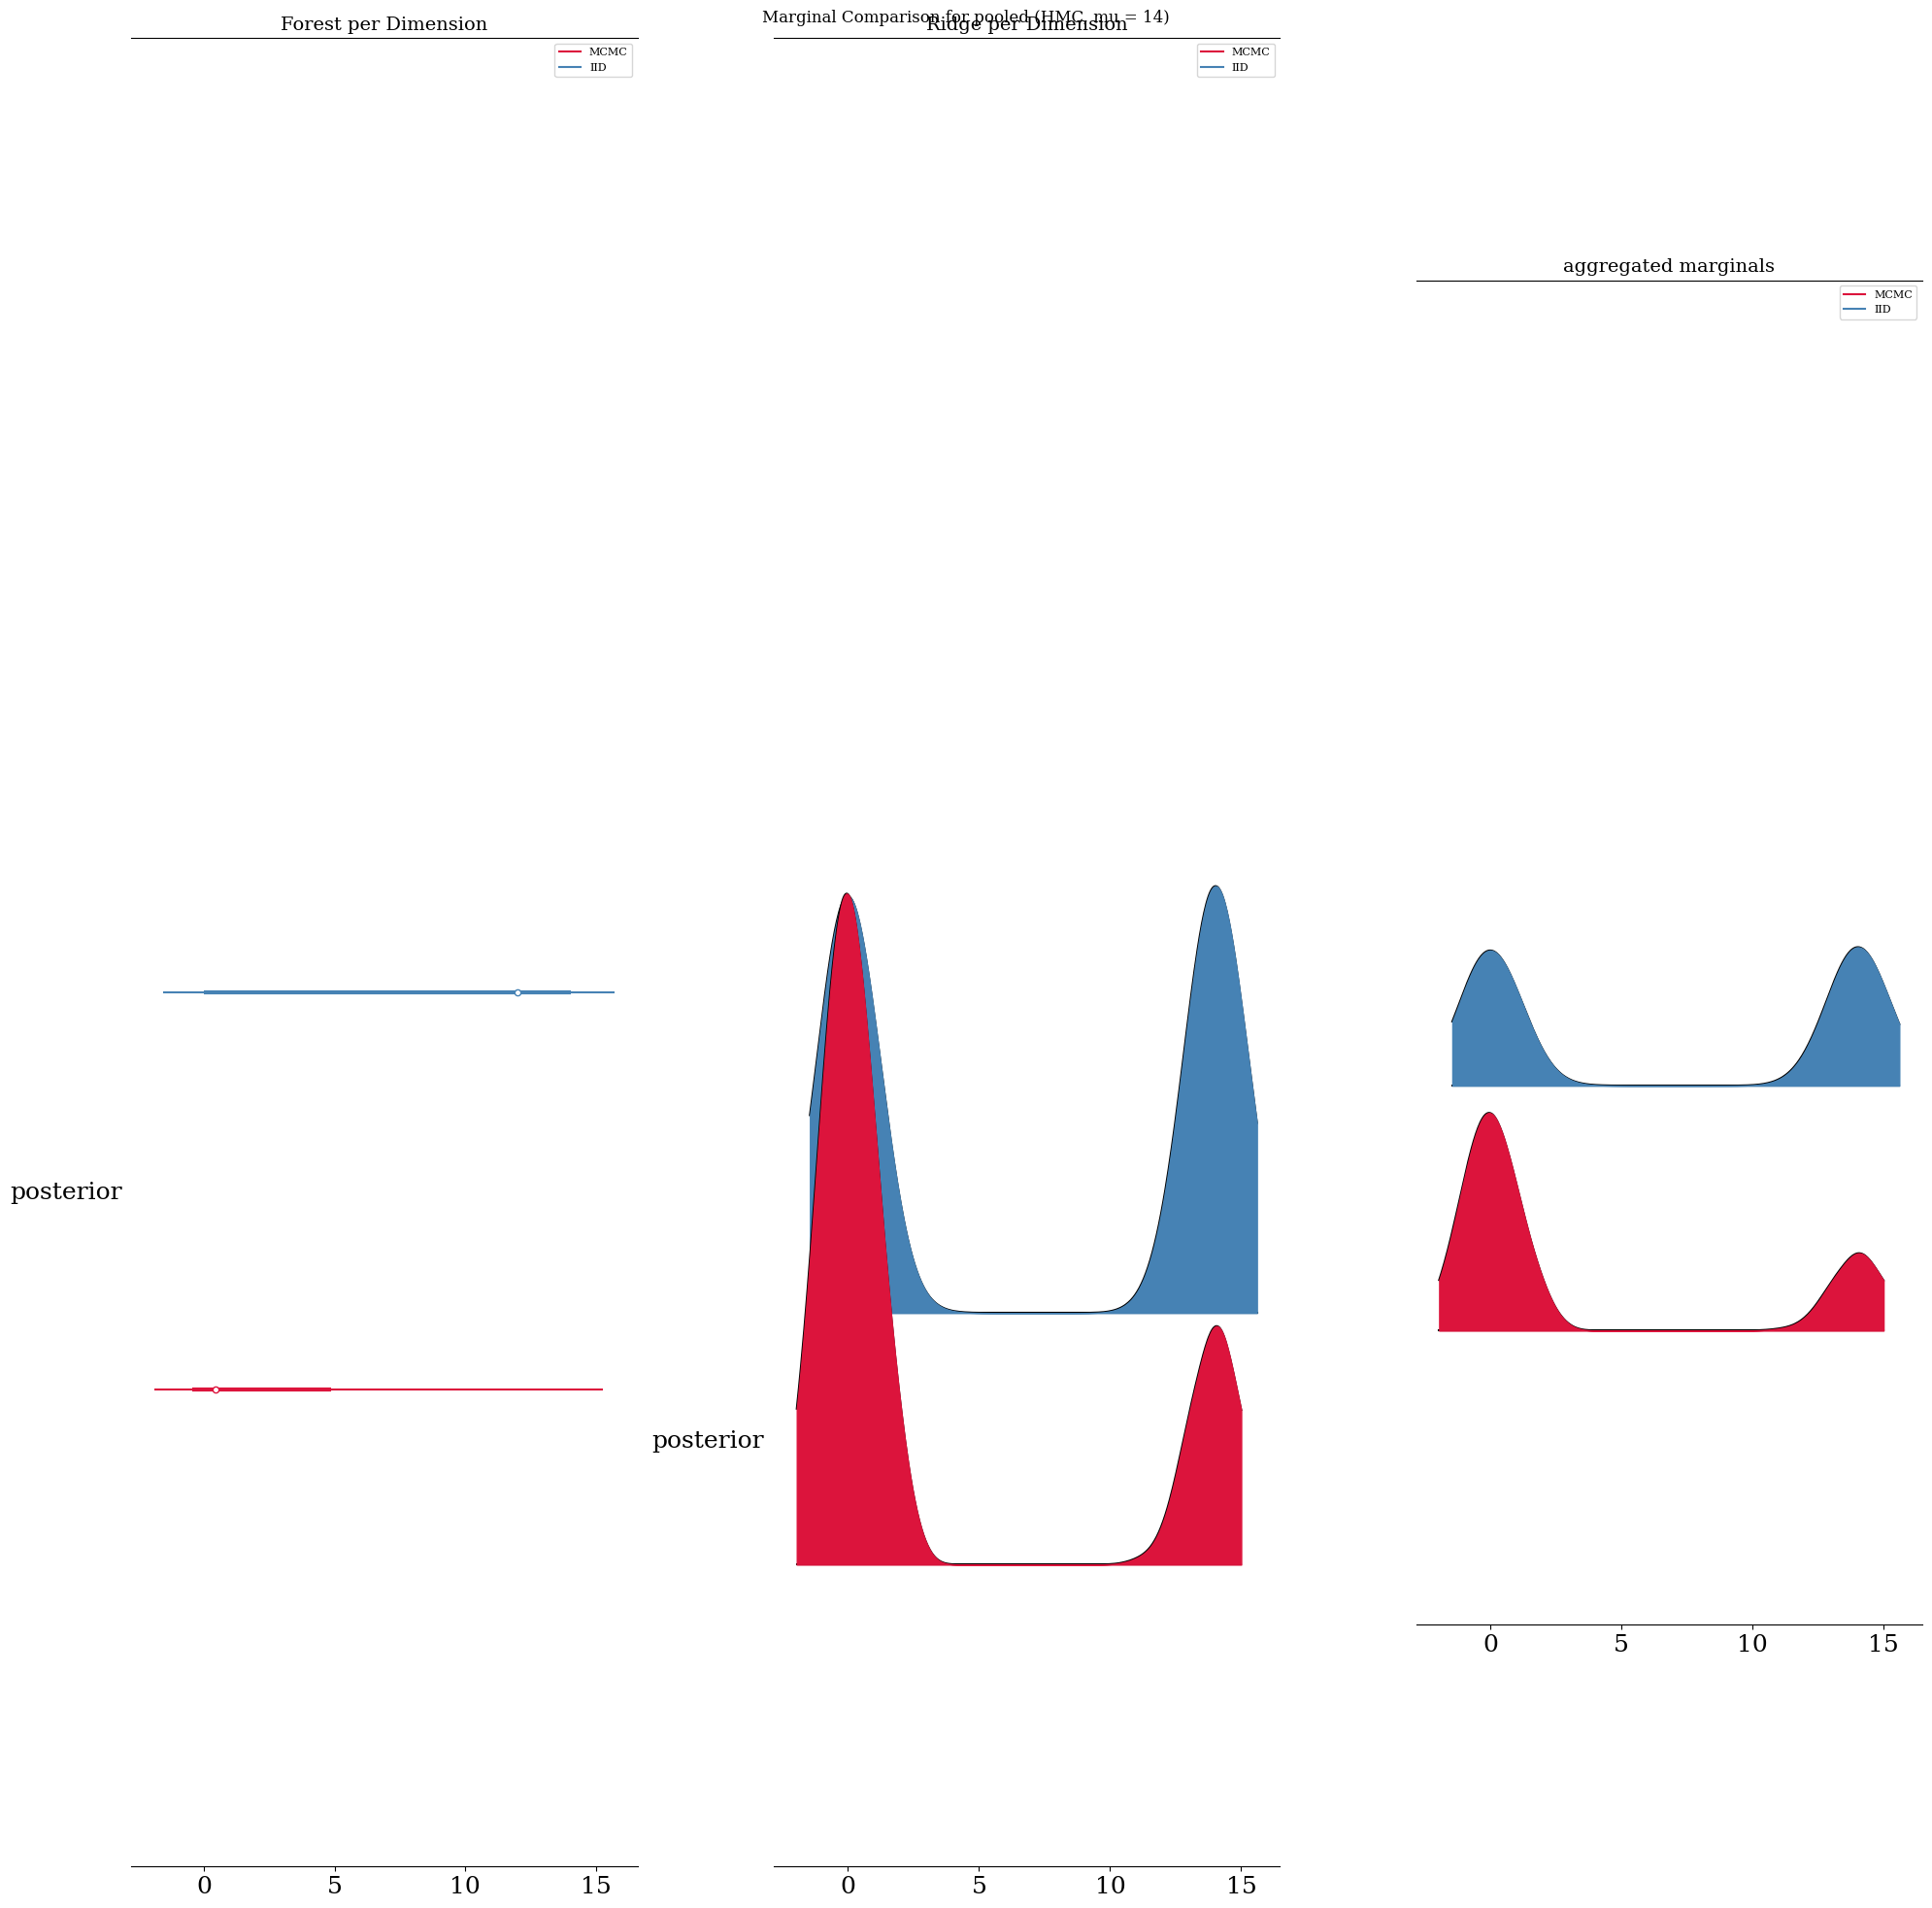 Marginal Comparison for pooled (HMC, mu = 14)
Forest per Dimension
MCMC
IID
posterior
0 5 10 15
Ridge per Dimension
MCMC
IID
posterior
0 5 10 15
aggregated marginals
MCMC
IID
0 5 10 15